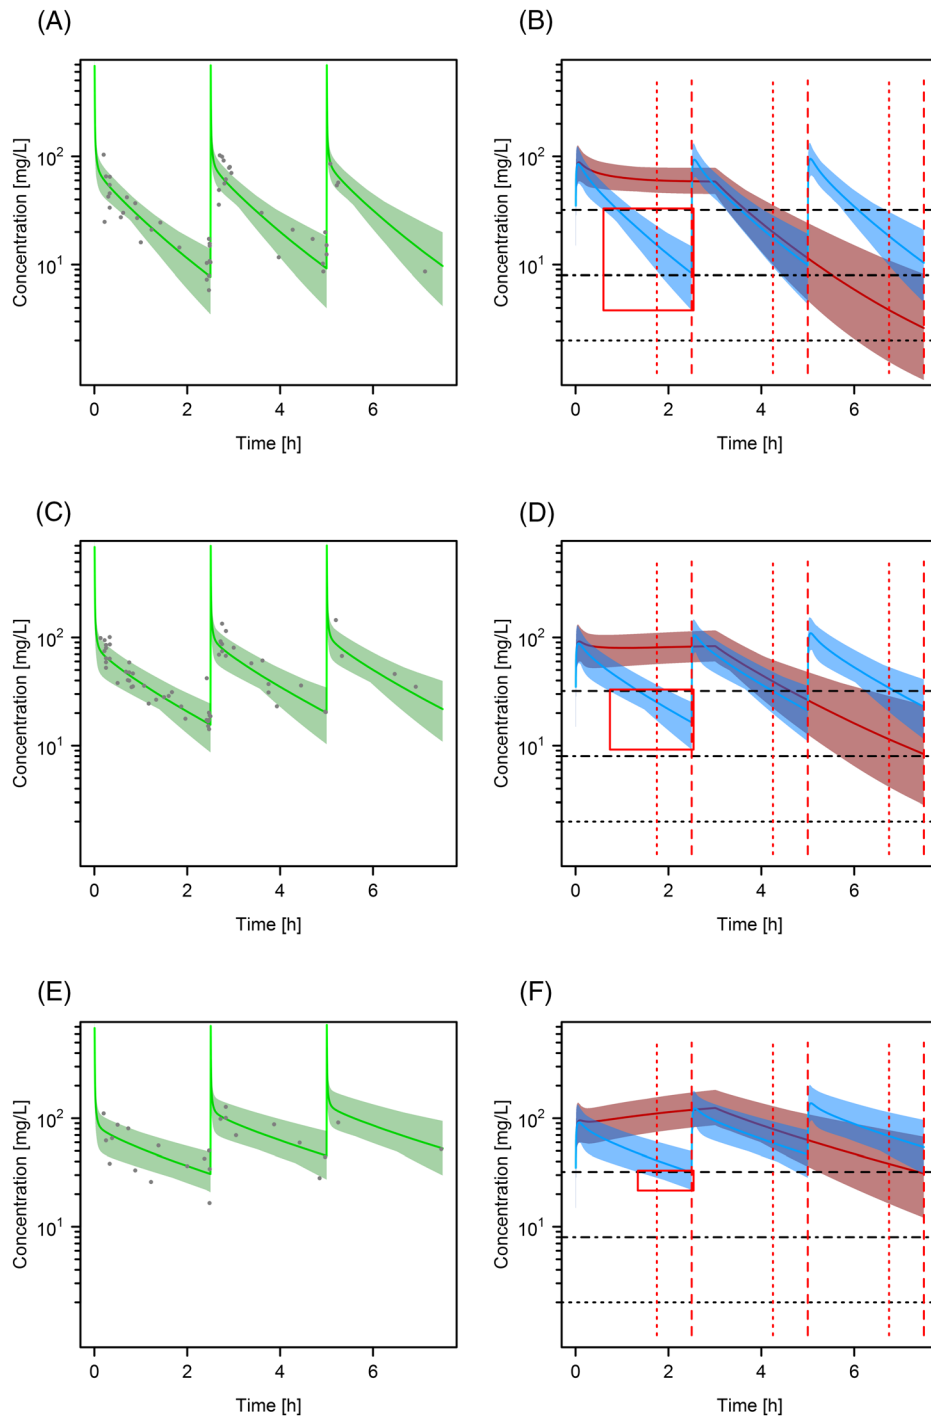 (A)
Concentration [mg/L]
10²
10¹
0 2 4 6
Time [h]
(B)
Concentration [mg/L]
10²
10¹
0 2 4 6
Time [h]
(C)
Concentration [mg/L]
10²
10¹
0 2 4 6
Time [h]
(D)
Concentration [mg/L]
10²
10¹
0 2 4 6
Time [h]
(E)
Concentration [mg/L]
10²
10¹
0 2 4 6
Time [h]
(F)
Concentration [mg/L]
10²
10¹
0 2 4 6
Time [h]